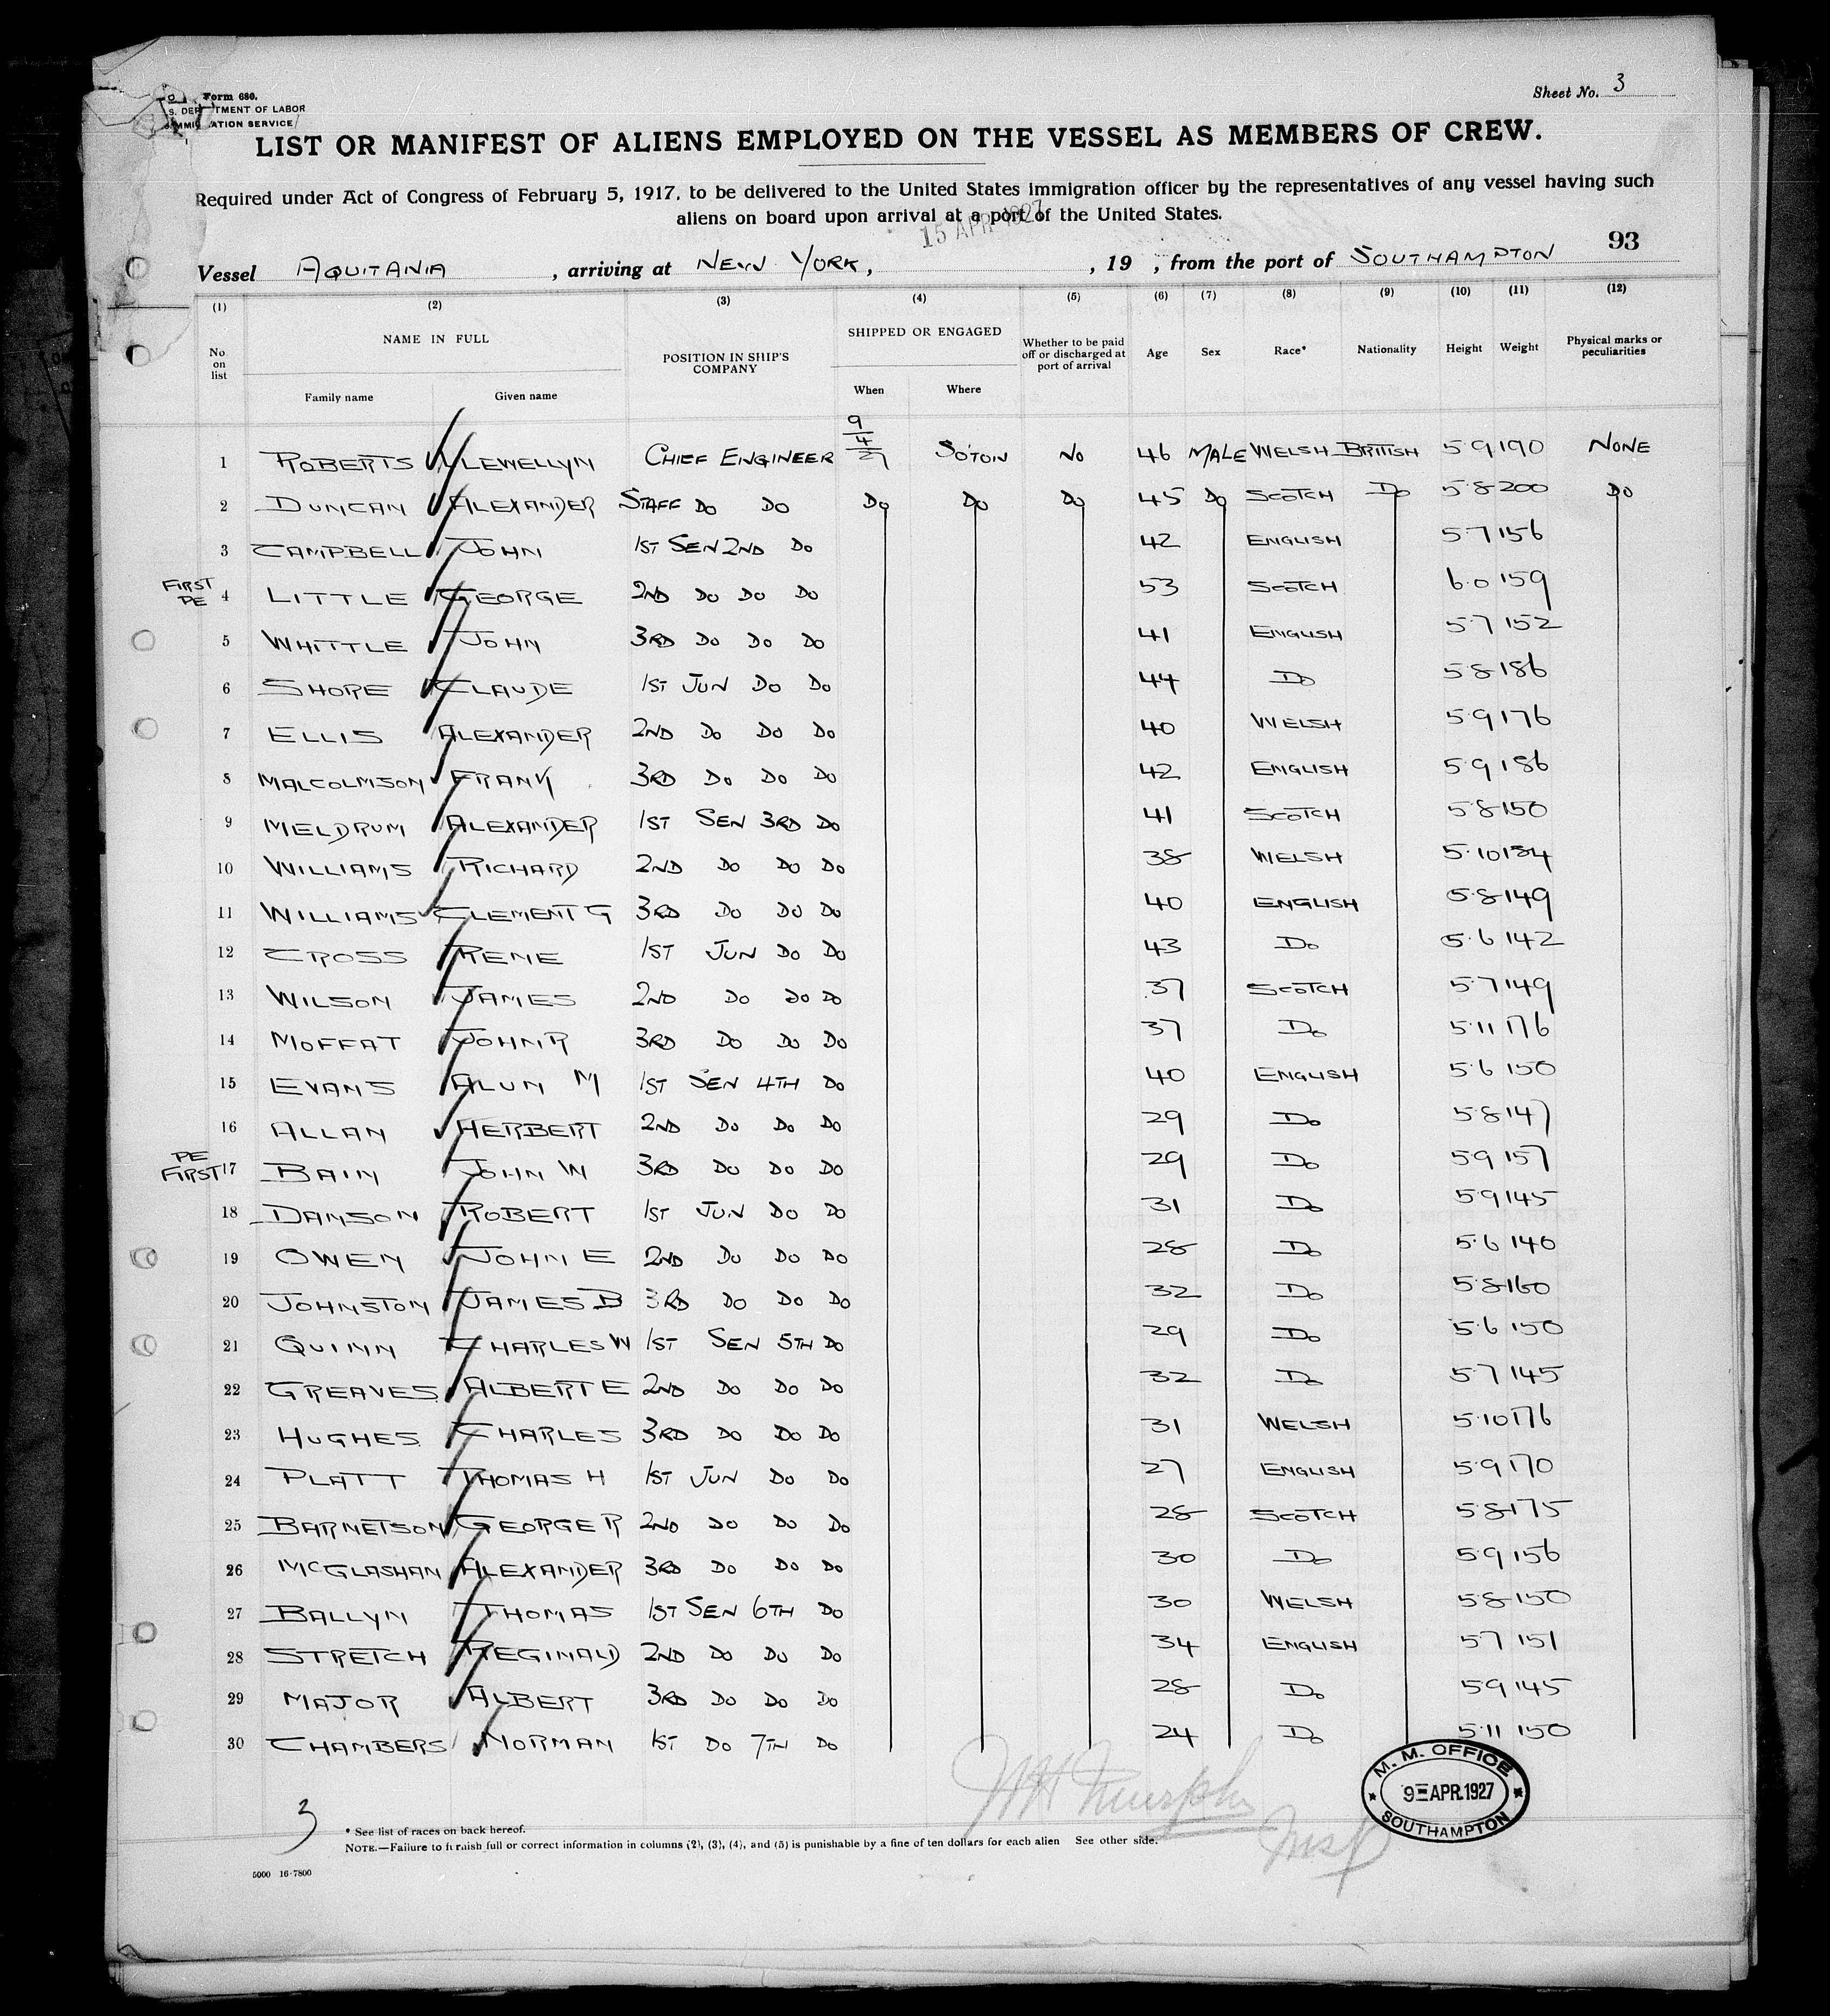 Form 680.
S. DEPARTMENT OF LABOR
IMMIGRATION SERVICE
Sheet No. 3
LIST OR MANIFEST OF ALIENS EMPLOYED ON THE VESSEL AS MEMBERS OF CREW.
Required under Act of Congress of February 5, 1917, to be delivered to the United States immigration officer by the representatives of any vessel having such
aliens on board upon arrival at a port of the United States.
15 APR 1927
93
Vessel AQUITANIA, arriving at NEW YORK, , 19 , from the port of SOUTHAMPTON
(1) (2) (3) (4) (5) (6) (7) (8) (9) (10) (11) (12)
No on list NAME IN FULL POSITION IN SHIP'S COMPANY SHIPPED OR ENGAGED Whether to be paid off or discharged at port of arrival Age Sex Race* Nationality Height Weight Physical marks or peculiarities
Family name Given name When Where
1 ROBERTS LLEWELLYN CHIEF ENGINEER 9/4/27 SOTON NO 46 MALE WELSH BRITISH 5.9 190 NONE
2 DUNCAN ALEXANDER STAFF DO DO DO DO DO 45 DO SCOTCH DO 5.8 200 DO
3 CAMPBELL JOHN 1ST SEN 2ND DO 42 ENGLISH 5.7 156
FIRST PE 4 LITTLE GEORGE 2ND DO DO DO 53 SCOTCH 6.0 159
5 WHITTLE JOHN 3RD DO DO DO 41 ENGLISH 5.7 152
6 SHORE CLAUDE 1ST JUN DO DO 44 DO 5.8 186
7 ELLIS ALEXANDER 2ND DO DO DO 40 WELSH 5.9 176
8 MALCOLMSON FRANK 3RD DO DO DO 42 ENGLISH 5.9 186
9 MELDRUM ALEXANDER 1ST SEN 3RD DO 41 SCOTCH 5.8 150
10 WILLIAMS RICHARD 2ND DO DO DO 38 WELSH 5.10 184
11 WILLIAMS CLEMENT G 3RD DO DO DO 40 ENGLISH 5.8 149
12 CROSS RENE 1ST JUN DO DO 43 DO 5.6 142
13 WILSON JAMES 2ND DO DO DO 37 SCOTCH 5.7 149
14 MOFFAT JOHN R 3RD DO DO DO 37 DO 5.11 176
15 EVANS ALUN M 1ST SEN 4TH DO 40 ENGLISH 5.6 150
16 ALLAN HERBERT 2ND DO DO DO 29 DO 5.8 147
PE FIRST 17 BAIN JOHN W 3RD DO DO DO 29 DO 5.9 157
18 DAMSON ROBERT 1ST JUN DO DO 31 DO 5.9 145
19 OWEN JOHN E 2ND DO DO DO 28 DO 5.6 140
20 JOHNSTON JAMES B 3RD DO DO DO 32 DO 5.8 160
21 QUINN CHARLES W 1ST SEN 5TH DO 29 DO 5.6 150
22 GREAVES ALBERT E 2ND DO DO DO 32 DO 5.7 145
23 HUGHES CHARLES 3RD DO DO DO 31 WELSH 5.10 176
24 PLATT THOMAS H 1ST JUN DO DO 27 ENGLISH 5.9 170
25 BARNETSON GEORGE R 2ND DO DO DO 28 SCOTCH 5.8 175
26 MCGLASHAN ALEXANDER 3RD DO DO DO 30 DO 5.9 156
27 BALLYN THOMAS 1ST SEN 6TH DO 30 WELSH 5.8 150
28 STRETCH REGINALD 2ND DO DO DO 34 ENGLISH 5.7 151
29 MAJOR ALBERT 3RD DO DO DO 28 DO 5.9 145
30 CHAMBERS NORMAN 1ST DO 7TH DO 24 DO 5.11 150
M. M. OFFICE
9 APR. 1927
SOUTHAMPTON
Murphy
Insp
3
* See list of races on back hereof.
NOTE.—Failure to furnish full or correct information in columns (2), (3), (4), and (5) is punishable by a fine of ten dollars for each alien See other side.
5000 16-7800